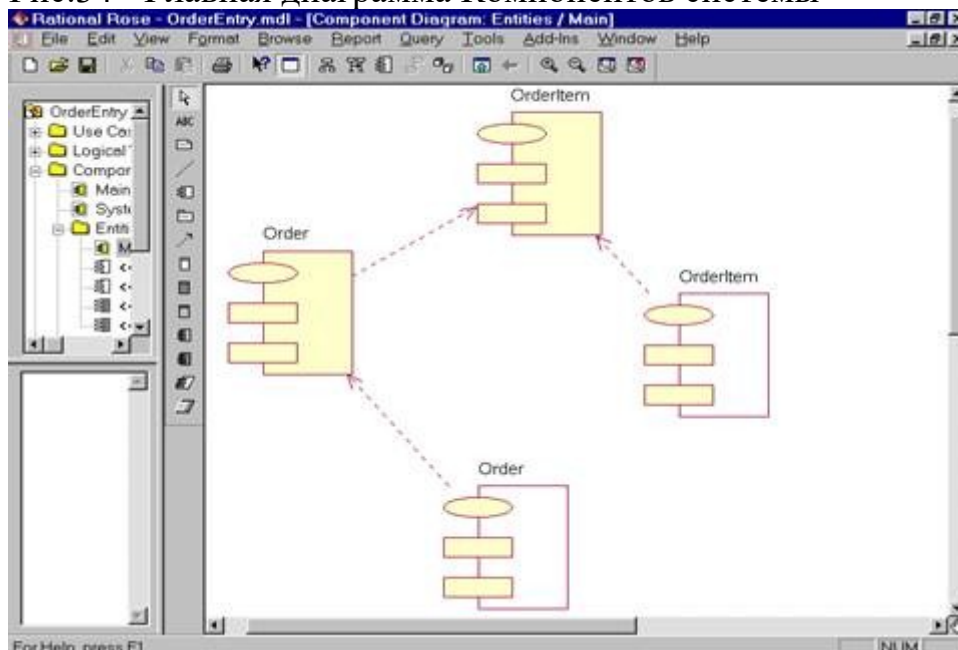 Рис.34 - Главная диаграмма Компонентов системы
Rational Rose - OrderEntry.mdl - [Component Diagram: Entities / Main]
File Edit View Format Browse Report Query Tools Add-Ins Window Help
ABC
OrderEntry
Use Ca
Logical
Compor
Main
Syst
Entiti
M
OrderItem
Order
OrderItem
Order
For Help, press F1
NUM